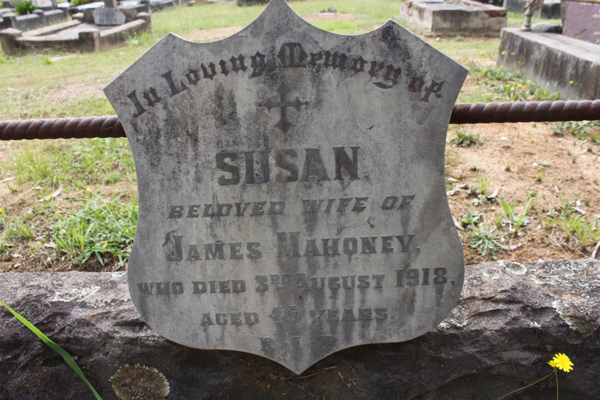 In Loving Memory of
SUSAN
BELOVED WIFE OF
JAMES MAHONEY,
WHO DIED 3RD AUGUST 1918,
AGED YEARS.
R.I.P.